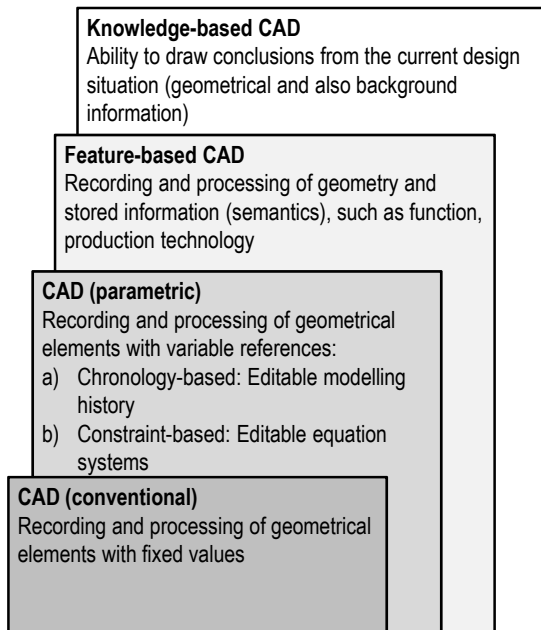 Knowledge-based CAD
Ability to draw conclusions from the current design
situation (geometrical and also background
information)
Feature-based CAD
Recording and processing of geometry and
stored information (semantics), such as function,
production technology
CAD (parametric)
Recording and processing of geometrical
elements with variable references:
a) Chronology-based: Editable modelling
history
b) Constraint-based: Editable equation
systems
CAD (conventional)
Recording and processing of geometrical
elements with fixed values